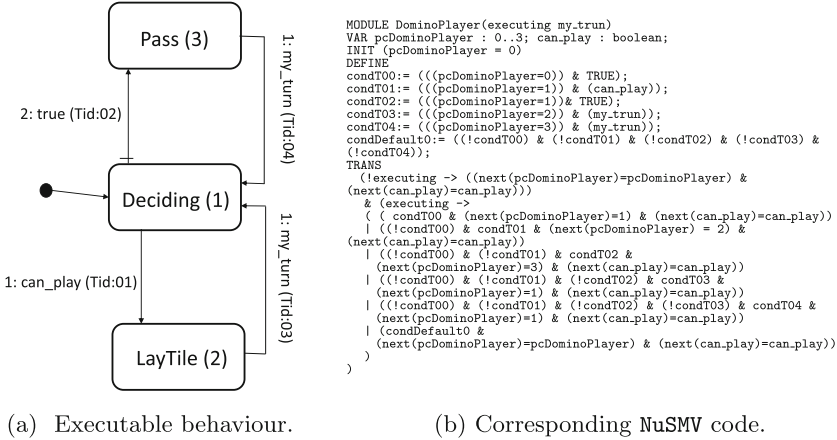 Pass (3)
1: my_turn (Tid:04)
2: true (Tid:02)
Deciding (1)
1: my_turn (Tid:03)
1: can_play (Tid:01)
LayTile (2)
(a) Executable behaviour.
MODULE DominoPlayer(executing my_trun)
VAR pcDominoPlayer : 0..3; can_play : boolean;
INIT (pcDominoPlayer = 0)
DEFINE
condT00:= (((pcDominoPlayer=0)) & TRUE);
condT01:= (((pcDominoPlayer=1)) & (can_play));
condT02:= (((pcDominoPlayer=1))& TRUE);
condT03:= (((pcDominoPlayer=2)) & (my_trun));
condT04:= (((pcDominoPlayer=3)) & (my_trun));
condDefault0:= ((!condT00) & (!condT01) & (!condT02) & (!condT03) &
(!condT04));
TRANS
(!executing -> ((next(pcDominoPlayer)=pcDominoPlayer) &
(next(can_play)=can_play)))
& (executing ->
( ( condT00 & (next(pcDominoPlayer)=1) & (next(can_play)=can_play))
| ((!condT00) & condT01 & (next(pcDominoPlayer) = 2) &
(next(can_play)=can_play))
| ((!condT00) & (!condT01) & condT02 &
(next(pcDominoPlayer)=3) & (next(can_play)=can_play))
| ((!condT00) & (!condT01) & (!condT02) & condT03 &
(next(pcDominoPlayer)=1) & (next(can_play)=can_play))
| ((!condT00) & (!condT01) & (!condT02) & (!condT03) & condT04 &
(next(pcDominoPlayer)=1) & (next(can_play)=can_play))
| (condDefault0 &
(next(pcDominoPlayer)=pcDominoPlayer) & (next(can_play)=can_play))
)
)
(b) Corresponding NuSMV code.